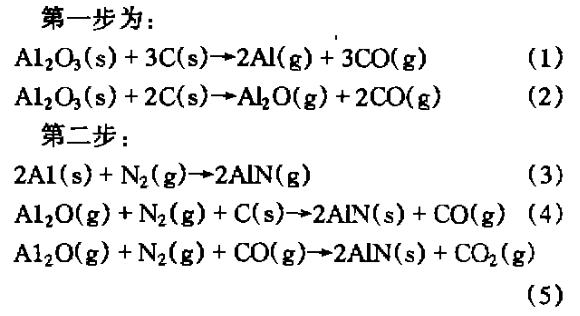 第一步为：
Al₂O₃(s) + 3C(s)→2Al(g) + 3CO(g) (1)
Al₂O₃(s) + 2C(s)→Al₂O(g) + 2CO(g) (2)
第二步：
2Al(s) + N₂(g)→2AlN(g) (3)
Al₂O(g) + N₂(g) + C(s)→2AlN(s) + CO(g) (4)
Al₂O(g) + N₂(g) + CO(g)→2AlN(s) + CO₂(g)
(5)